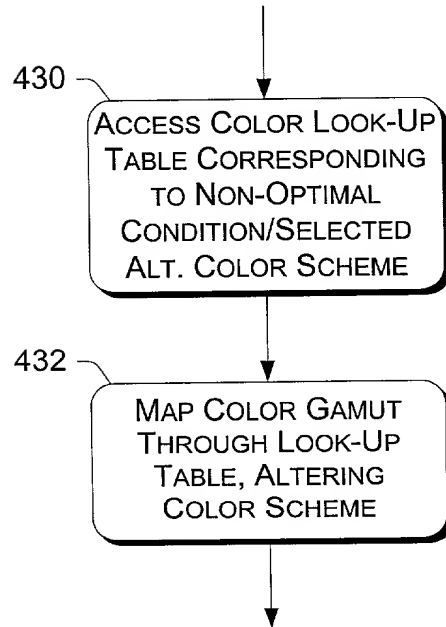 430
ACCESS COLOR LOOK-UP
TABLE CORRESPONDING
TO NON-OPTIMAL
CONDITION/SELECTED
ALT. COLOR SCHEME
432
MAP COLOR GAMUT
THROUGH LOOK-UP
TABLE, ALTERING
COLOR SCHEME